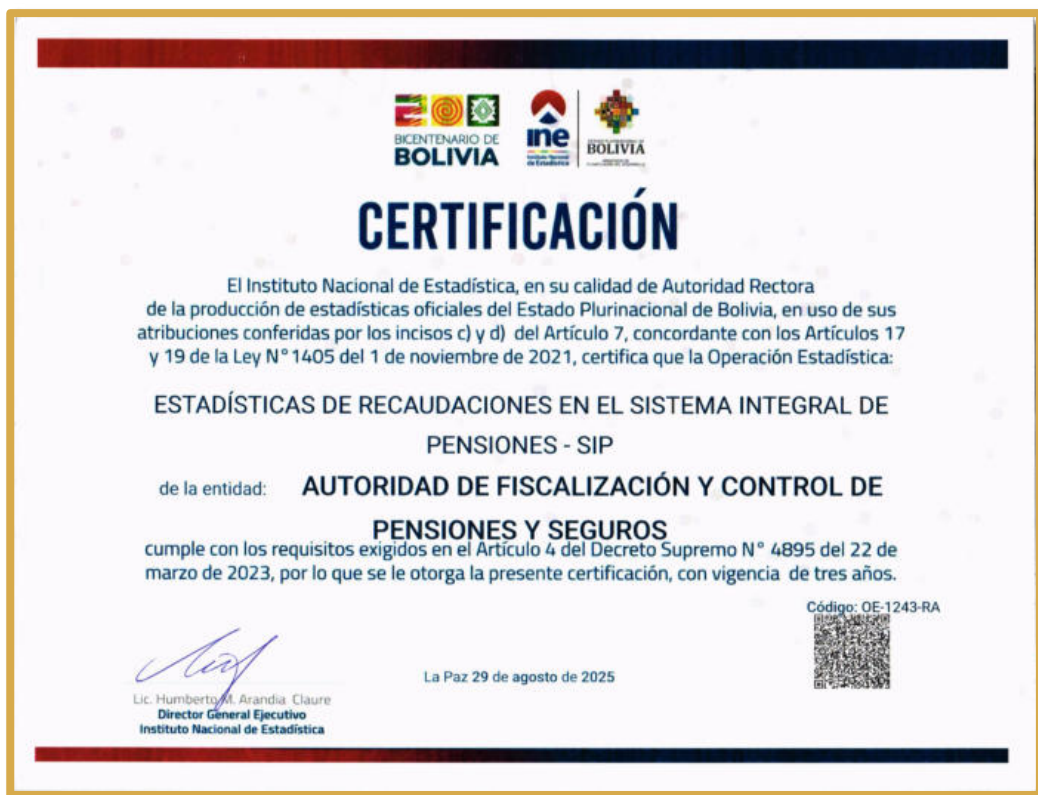 BICENTENARIO DE
BOLIVIA
ine
Instituto Nacional
de Estadística
BOLIVIA
CERTIFICACIÓN
El Instituto Nacional de Estadística, en su calidad de Autoridad Rectora
de la producción de estadísticas oficiales del Estado Plurinacional de Bolivia, en uso de sus
atribuciones conferidas por los incisos c) y d) del Artículo 7, concordante con los Artículos 17
y 19 de la Ley N°1405 del 1 de noviembre de 2021, certifica que la Operación Estadística:
ESTADÍSTICAS DE RECAUDACIONES EN EL SISTEMA INTEGRAL DE
PENSIONES - SIP
de la entidad: AUTORIDAD DE FISCALIZACIÓN Y CONTROL DE
PENSIONES Y SEGUROS
cumple con los requisitos exigidos en el Artículo 4 del Decreto Supremo N° 4895 del 22 de
marzo de 2023, por lo que se le otorga la presente certificación, con vigencia de tres años.
Código: OE-1243-RA
La Paz 29 de agosto de 2025
Lic. Humberto M. Arandia Claure
Director General Ejecutivo
Instituto Nacional de Estadística